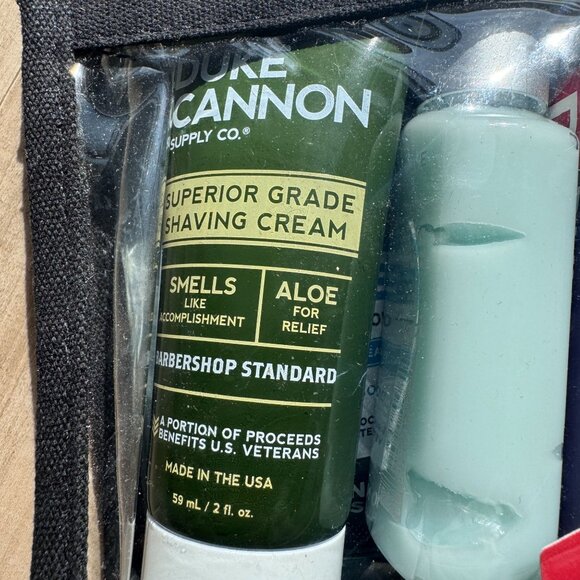 DUKE
CANNON
SUPPLY CO.®
SUPERIOR GRADE
SHAVING CREAM
SMELLS
LIKE
ACCOMPLISHMENT
ALOE
FOR
RELIEF
BARBERSHOP STANDARD
A PORTION OF PROCEEDS
BENEFITS U.S. VETERANS
MADE IN THE USA
59 mL / 2 fl. oz.